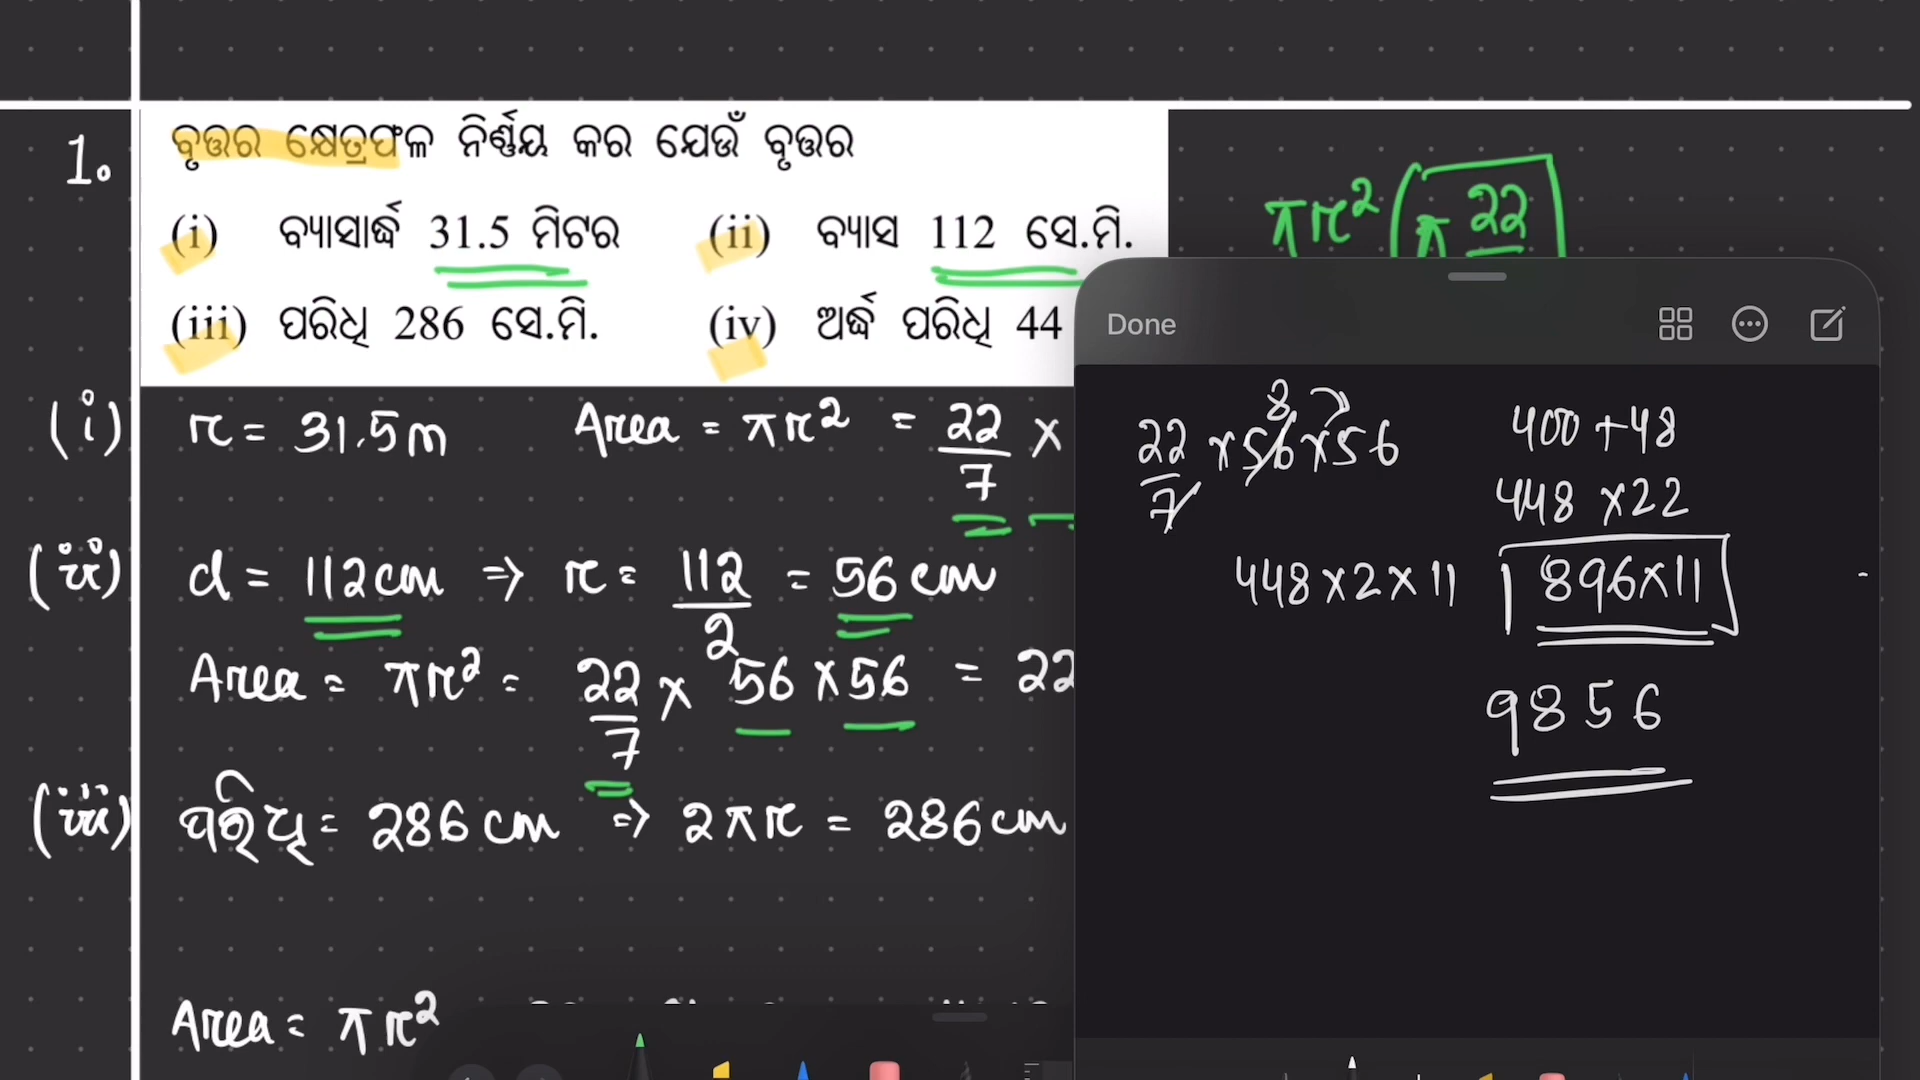 1.
ବୃତ୍ତର କ୍ଷେତ୍ରଫଳ ନିର୍ଣ୍ଣୟ କର ଯେଉଁ ବୃତ୍ତର
(i) ବ୍ୟାସାର୍ଦ୍ଧ 31.5 ମିଟର (ii) ବ୍ୟାସ 112 ସେ.ମି.
(iii) ପରିଧି 286 ସେ.ମି. (iv) ଅର୍ଦ୍ଧ ପରିଧି 44
πr² π 22
(i) r = 31.5m Area = πr² = 22/7 ×
(ii) d = 112cm ⇒ r = 112/2 = 56cm
Area = πr² = 22/7 × 56 × 56 = 22
(iii) ପରିଧି = 286 cm ⇒ 2πr = 286 cm
Area = πr²
Done
8
22/7 × 56 × 56
400 + 48
448 × 22
448 × 2 × 11 896 × 11
9856